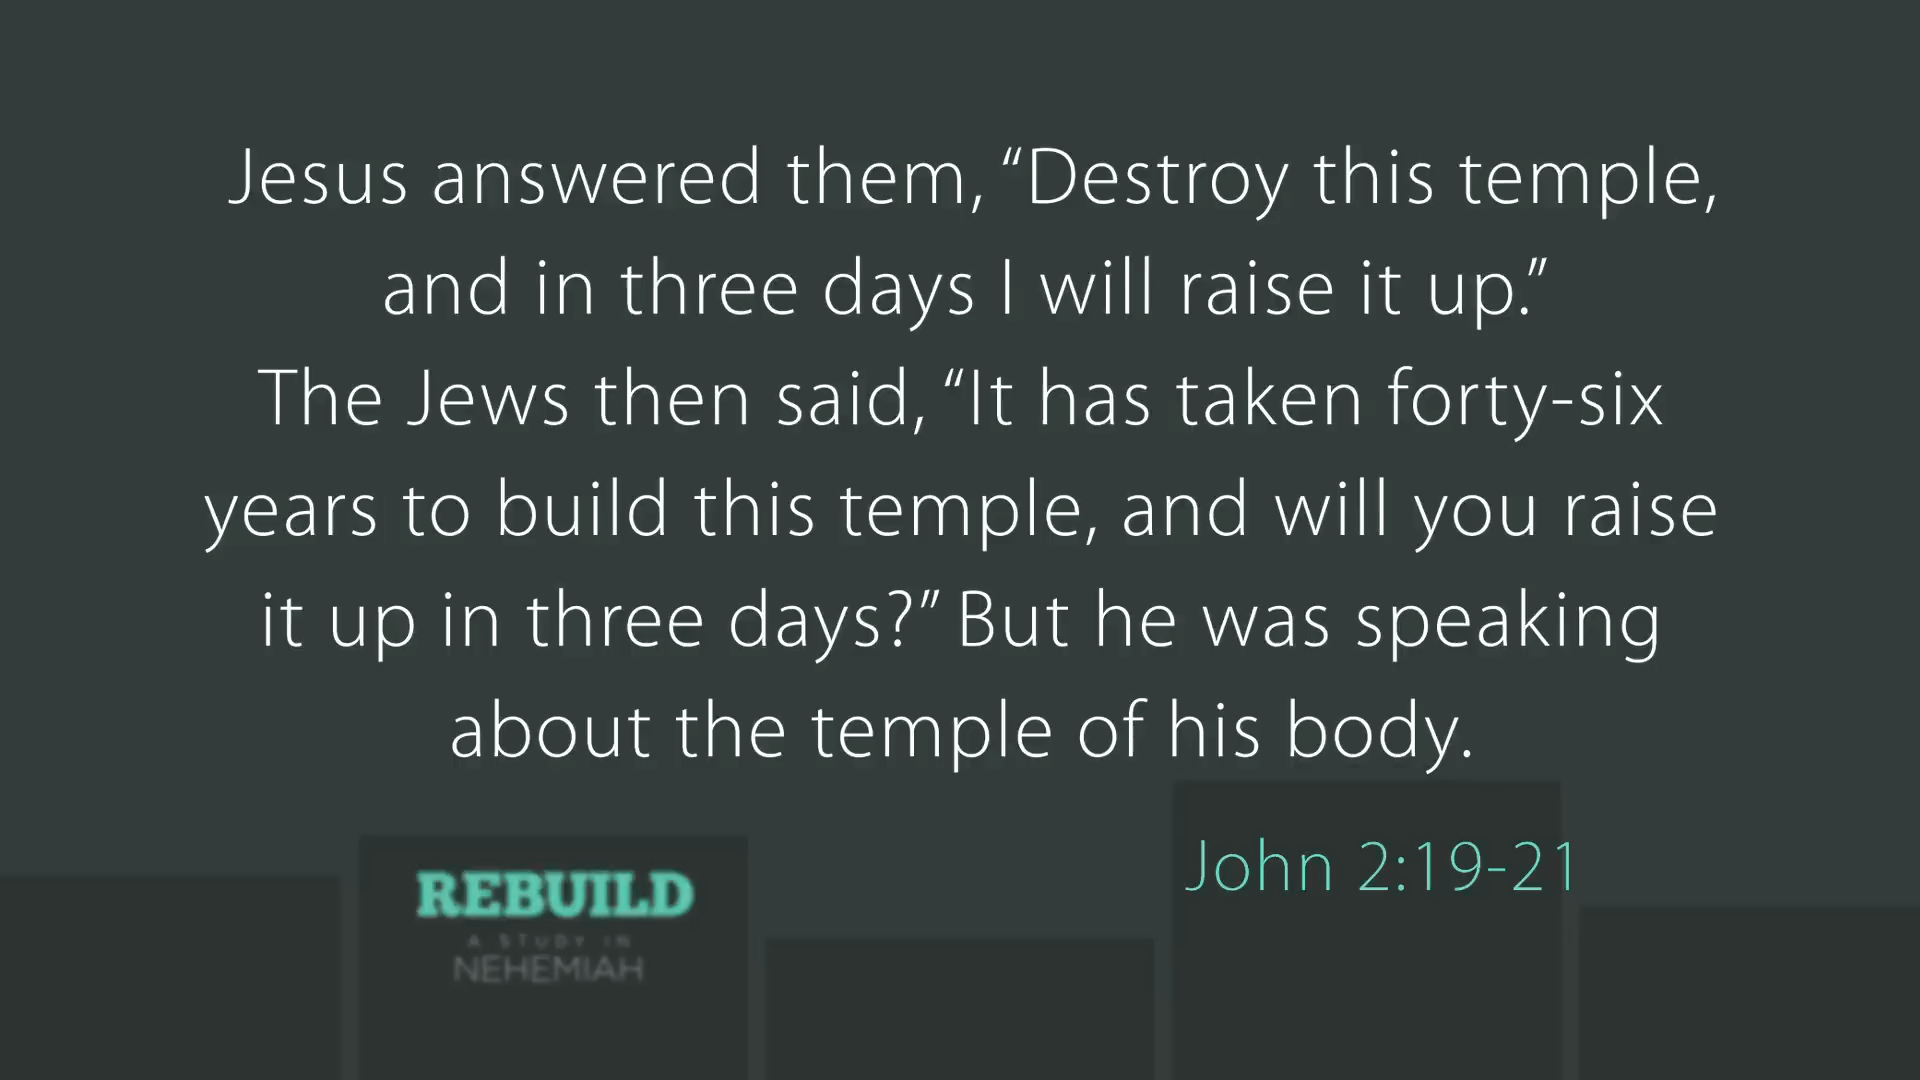 Jesus answered them, “Destroy this temple,
and in three days I will raise it up.”
The Jews then said, “It has taken forty-six
years to build this temple, and will you raise
it up in three days?” But he was speaking
about the temple of his body.
John 2:19-21
REBUILD
A STUDY IN
NEHEMIAH